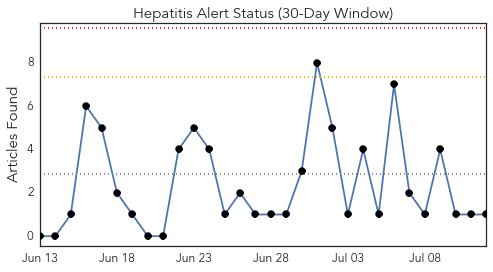 Hepatitis Alert Status (30-Day Window)
Articles Found
8
6
4
2
0
Jun 13
Jun 18
Jun 23
Jun 28
Jul 03
Jul 08